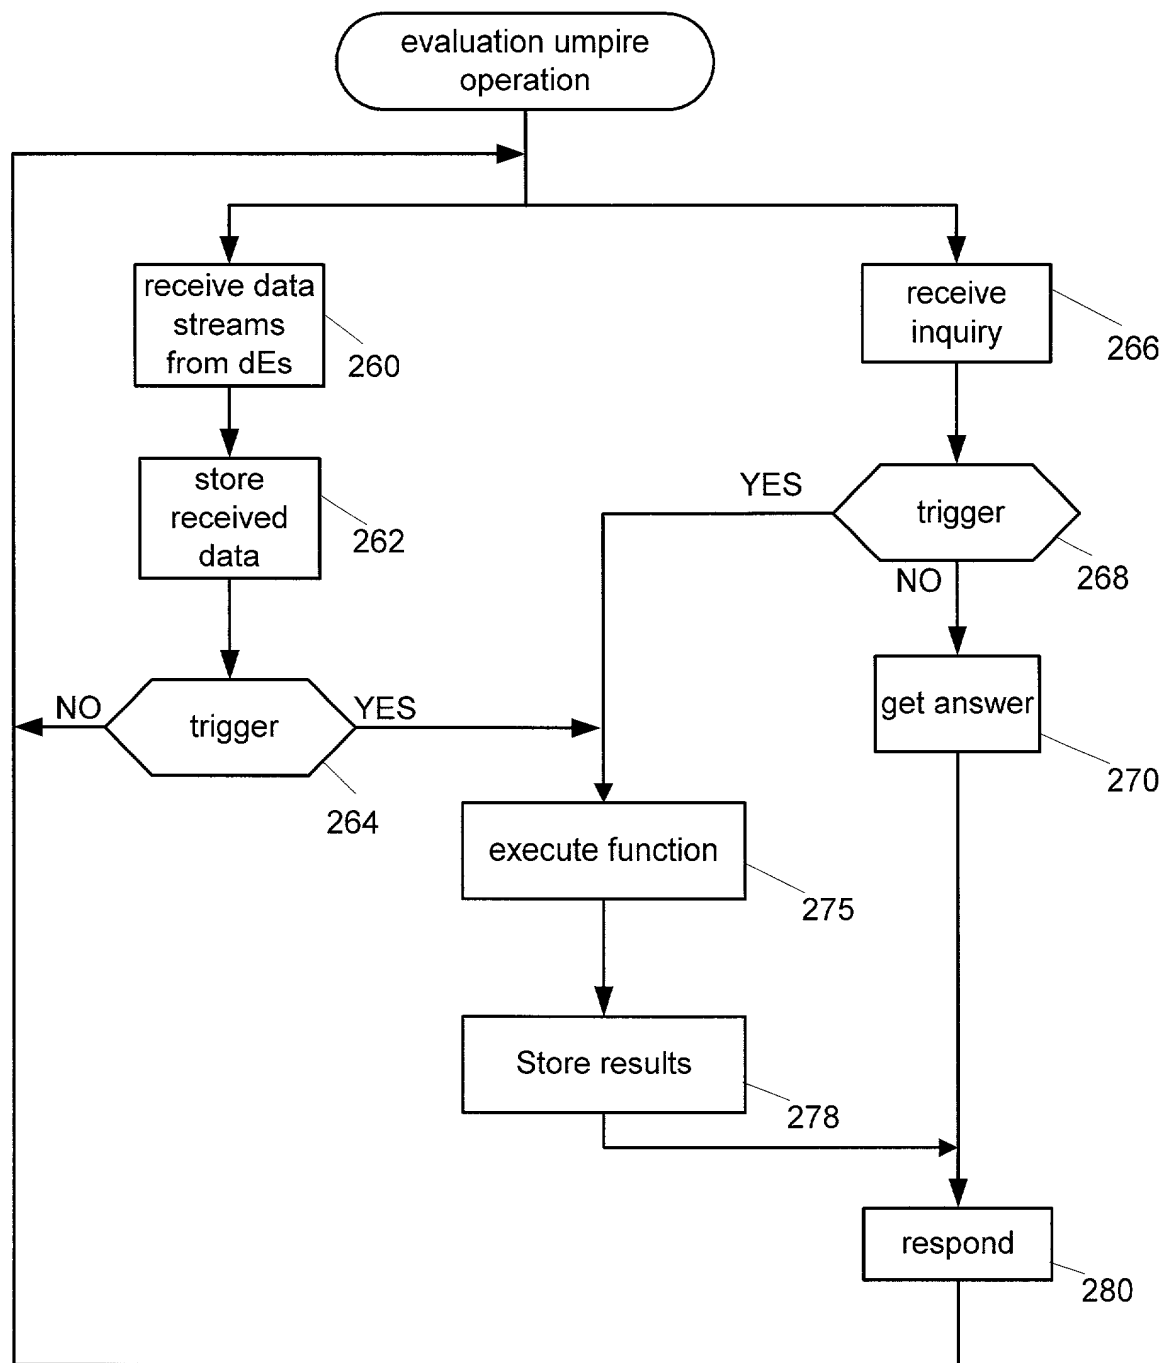 evaluation umpire
operation
receive data
streams
from dEs
260
receive
inquiry
266
store
received
data
262
YES
trigger
268
NO
get answer
270
NO
trigger
YES
264
execute function
275
Store results
278
respond
280